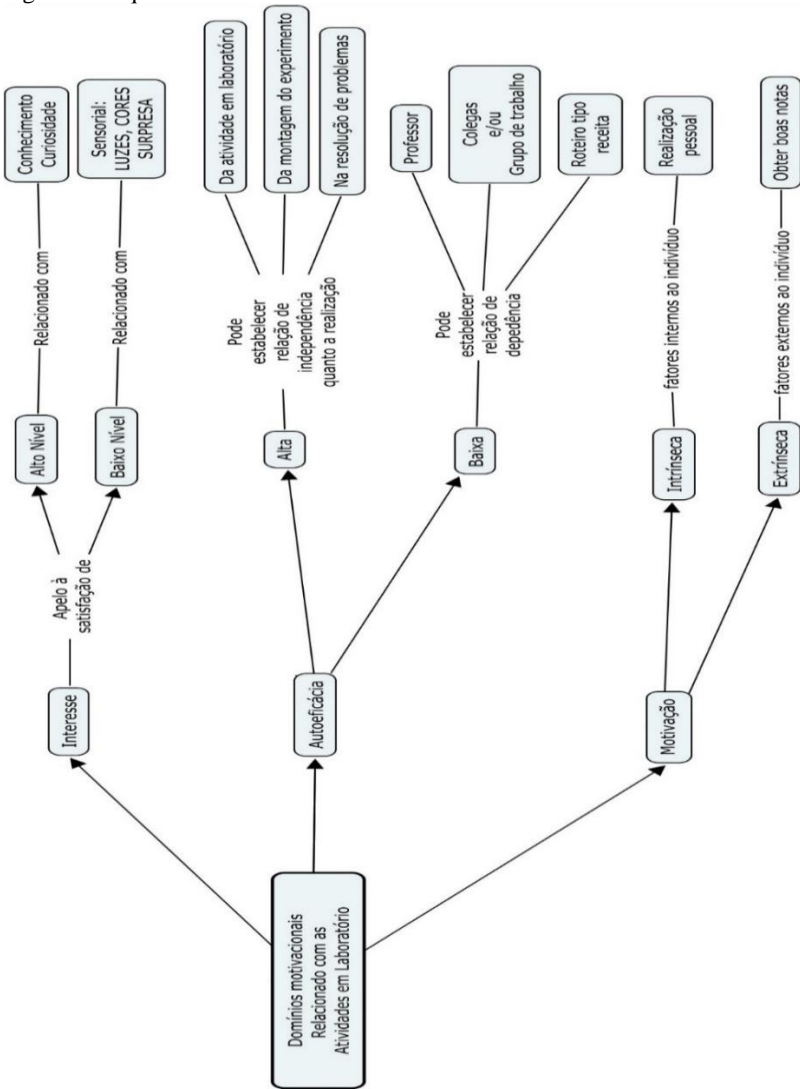 Domínios motivacionais
Relacionado com as
Atividades em Laboratório
Interesse
Apelo à
satisfação de
Alto Nível
Relacionado com
Conhecimento
Curiosidade
Baixo Nível
Relacionado com
Sensorial:
LUZES, CORES
SURPRESA
Autoeficácia
Alta
Pode
estabelecer
relação de
independência
quanto a realização
Da atividade em laboratório
Da montagem do experimento
Na resolução de problemas
Baixa
Pode
estabelecer
relação de
depedência
Professor
Colegas
e/ou
Grupo de trabalho
Roteiro tipo
receita
Motivação
Intrínseca
fatores internos ao indivíduo
Realização
pessoal
Extrínseca
fatores externos ao indivíduo
Obter boas notas